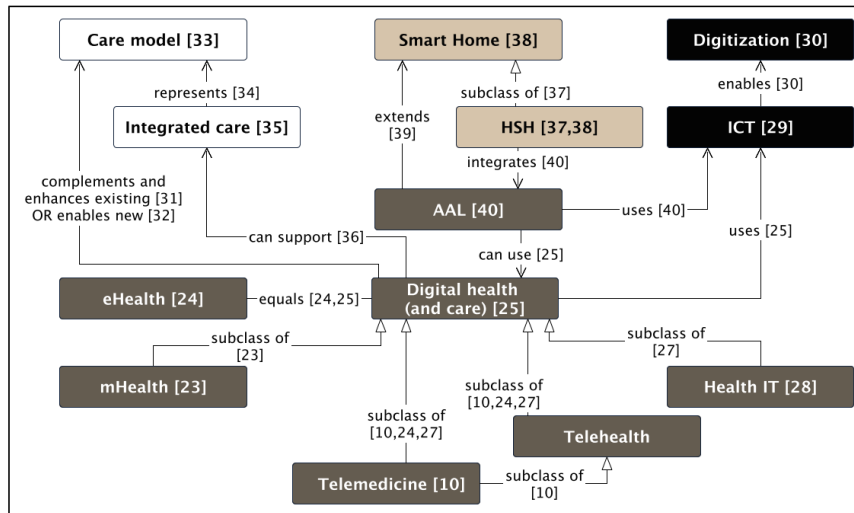 Care model [33]
Smart Home [38]
Digitization [30]
represents [34]
subclass of [37]
enables [30]
Integrated care [35]
extends
[39]
HSH [37,38]
ICT [29]
integrates [40]
complements and
enhances existing [31]
OR enables new [32]
AAL [40]
uses [40]
can support [36]
can use [25]
uses [25]
eHealth [24]
equals [24,25]
Digital health
(and care) [25]
subclass of
[23]
subclass of
[27]
mHealth [23]
subclass of
[10,24,27]
Health IT [28]
subclass of
[10,24,27]
Telehealth
Telemedicine [10]
subclass of
[10]